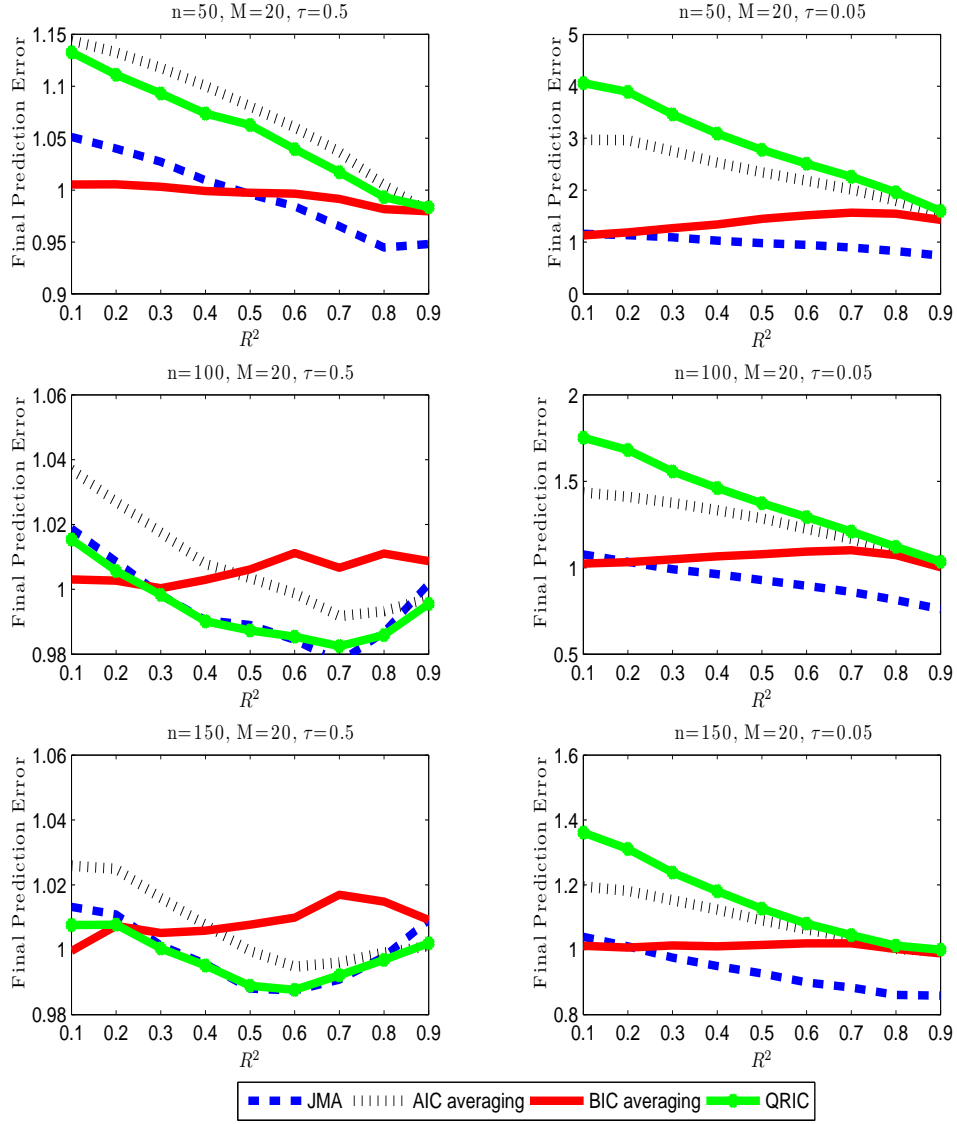 n=50, M=20, τ=0.5
Final Prediction Error
1.15
1.1
1.05
1
0.95
0.9
0.1 0.2 0.3 0.4 0.5 0.6 0.7 0.8 0.9
R²
n=50, M=20, τ=0.05
Final Prediction Error
5
4
3
2
1
0
0.1 0.2 0.3 0.4 0.5 0.6 0.7 0.8 0.9
R²
n=100, M=20, τ=0.5
Final Prediction Error
1.06
1.04
1.02
1
0.98
0.1 0.2 0.3 0.4 0.5 0.6 0.7 0.8 0.9
R²
n=100, M=20, τ=0.05
Final Prediction Error
2
1.5
1
0.5
0.1 0.2 0.3 0.4 0.5 0.6 0.7 0.8 0.9
R²
n=150, M=20, τ=0.5
Final Prediction Error
1.06
1.04
1.02
1
0.98
0.1 0.2 0.3 0.4 0.5 0.6 0.7 0.8 0.9
R²
n=150, M=20, τ=0.05
Final Prediction Error
1.6
1.4
1.2
1
0.8
0.1 0.2 0.3 0.4 0.5 0.6 0.7 0.8 0.9
R²
JMA AIC averaging BIC averaging QRIC